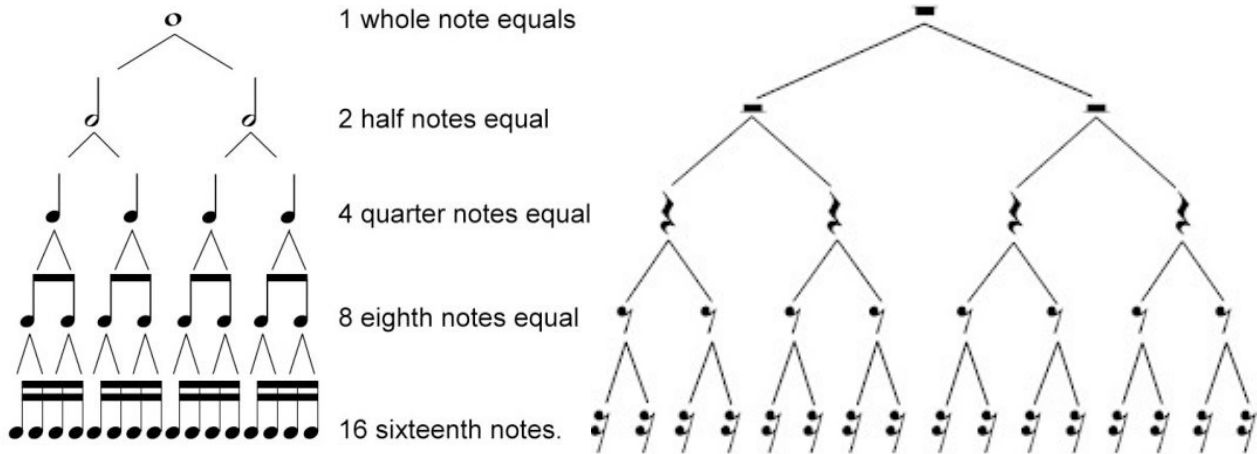 1 whole note equals
2 half notes equal
4 quarter notes equal
8 eighth notes equal
16 sixteenth notes.